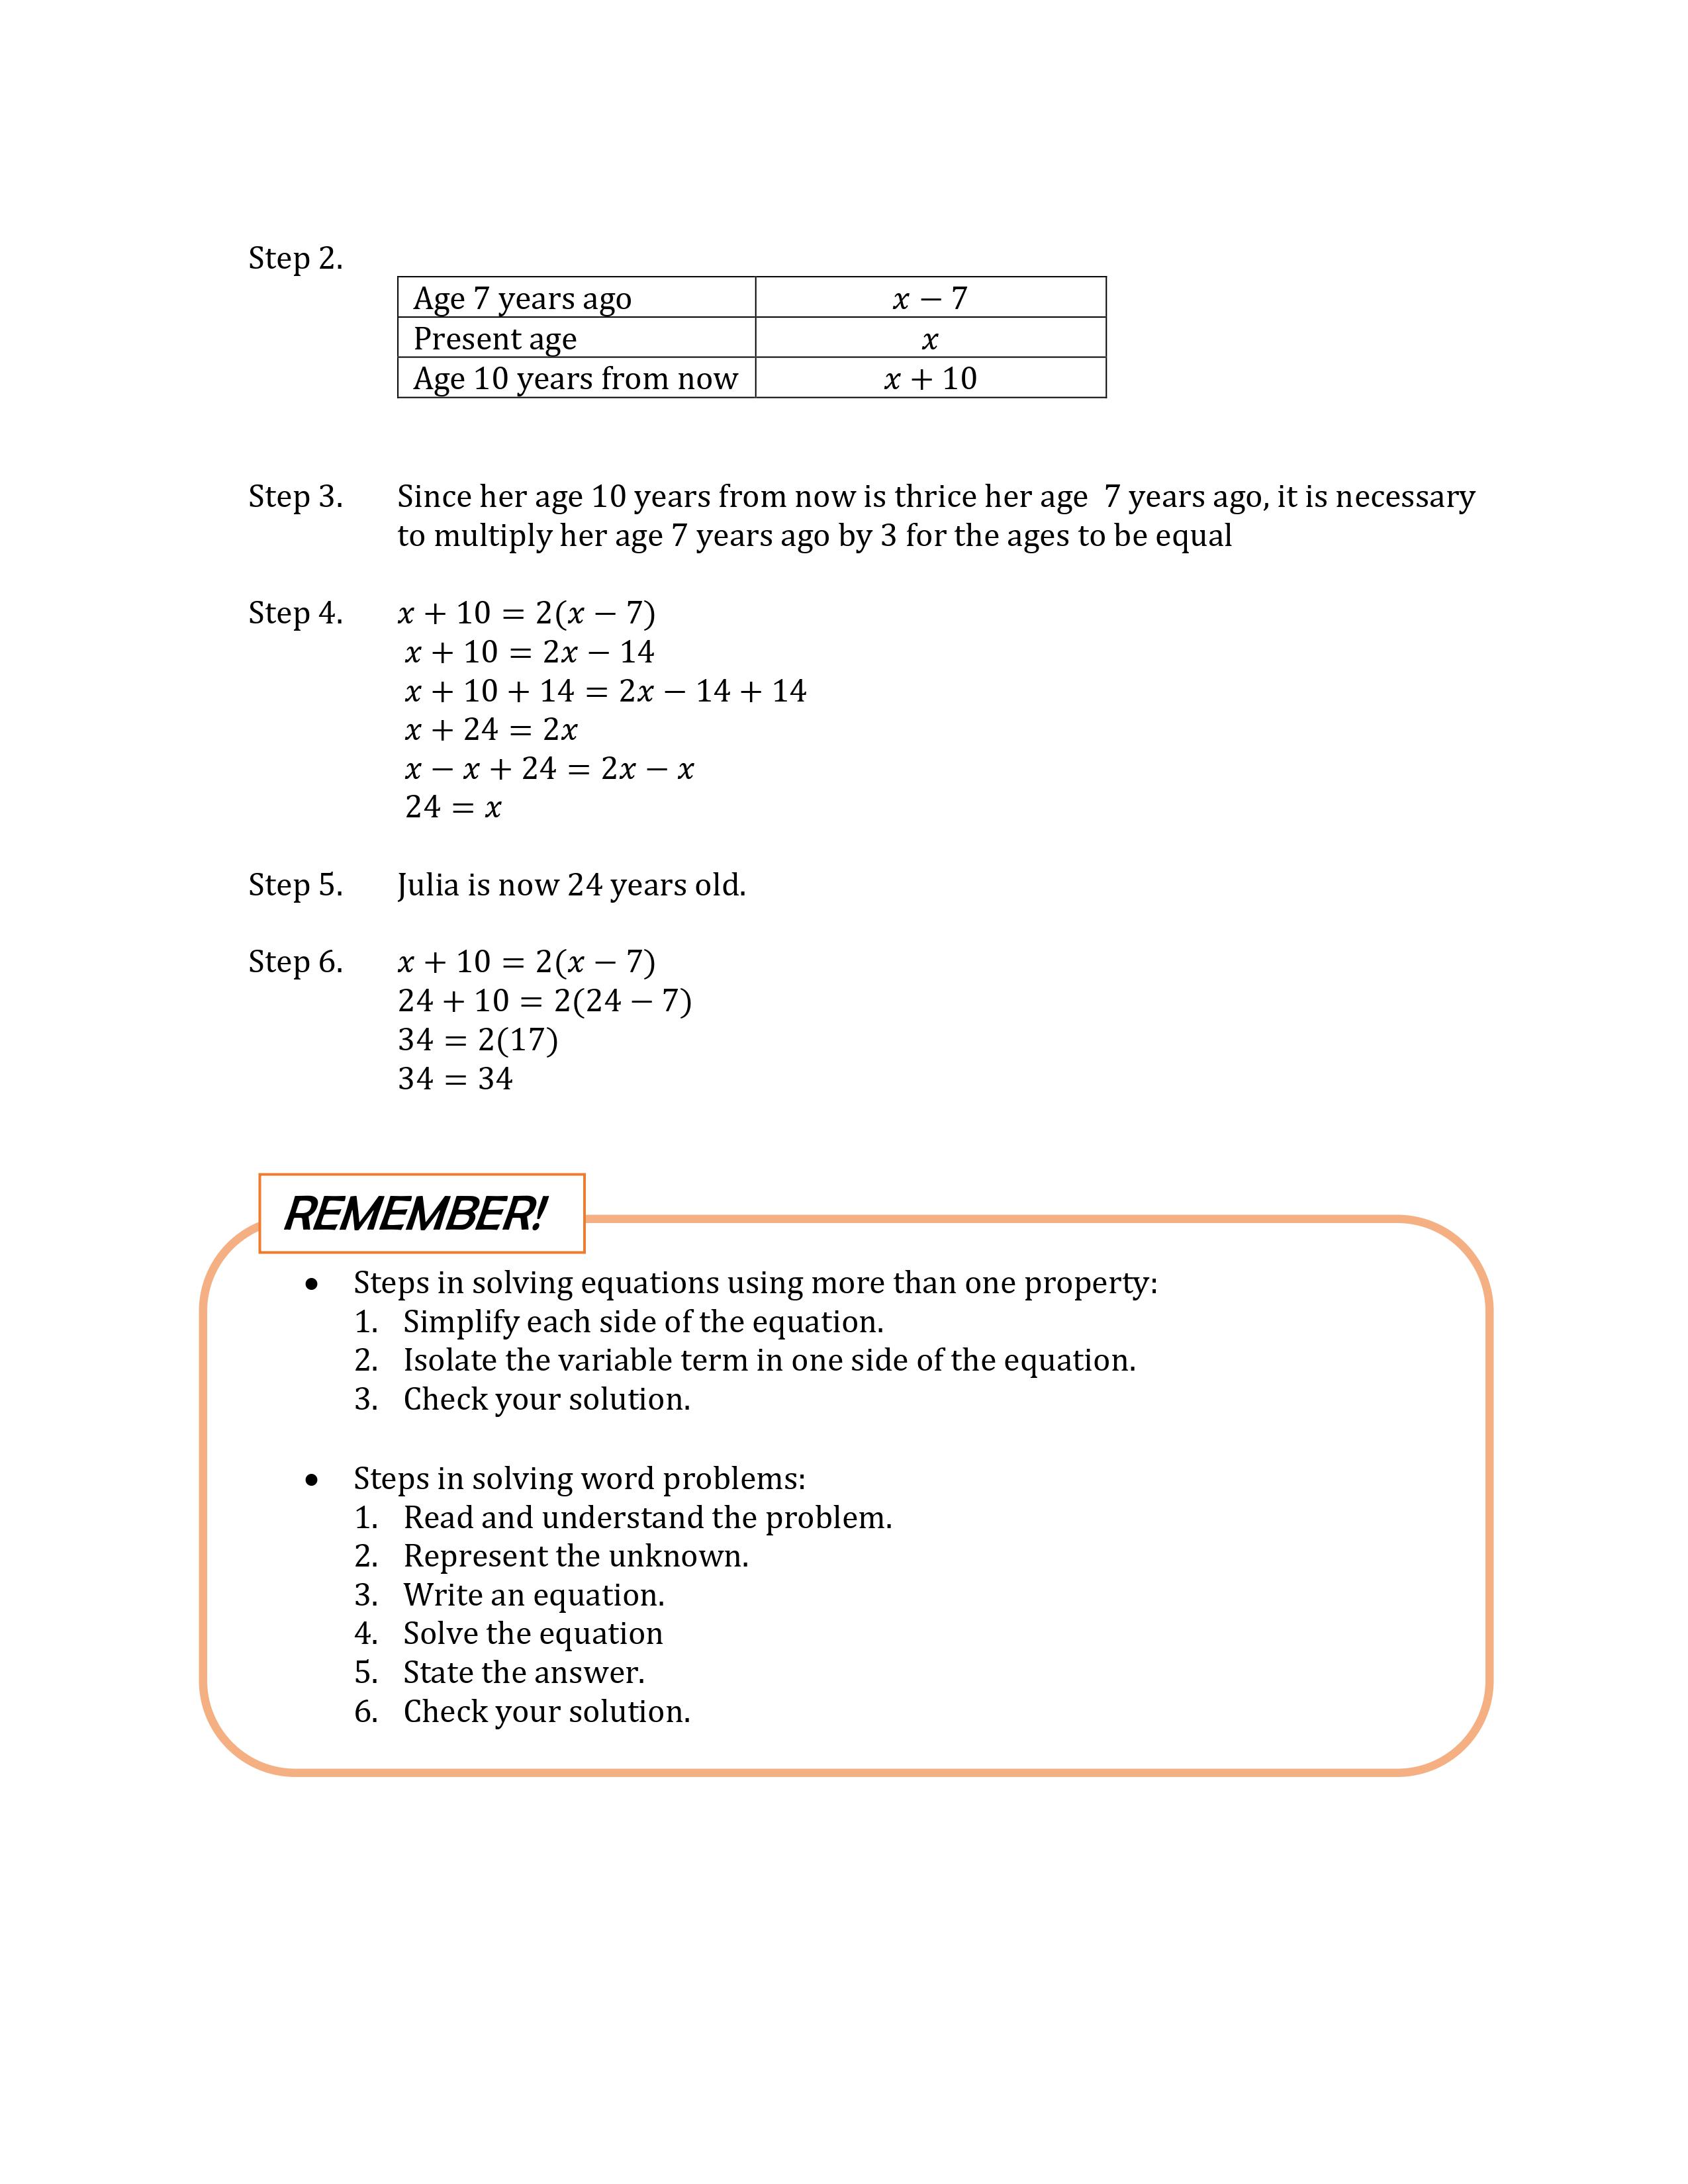 Step 2.
Age 7 years ago 𝑥 − 7
Present age 𝑥
Age 10 years from now 𝑥 + 10
Step 3. Since her age 10 years from now is thrice her age  7 years ago, it is necessary
to multiply her age 7 years ago by 3 for the ages to be equal
Step 4. 𝑥 + 10 = 2(𝑥 − 7)
𝑥 + 10 = 2𝑥 − 14
𝑥 + 10 + 14 = 2𝑥 − 14 + 14
𝑥 + 24 = 2𝑥
𝑥 − 𝑥 + 24 = 2𝑥 − 𝑥
24 = 𝑥
Step 5. Julia is now 24 years old.
Step 6. 𝑥 + 10 = 2(𝑥 − 7)
24 + 10 = 2(24 − 7)
34 = 2(17)
34 = 34
REMEMBER!
• Steps in solving equations using more than one property:
1. Simplify each side of the equation.
2. Isolate the variable term in one side of the equation.
3. Check your solution.
• Steps in solving word problems:
1. Read and understand the problem.
2. Represent the unknown.
3. Write an equation.
4. Solve the equation
5. State the answer.
6. Check your solution.